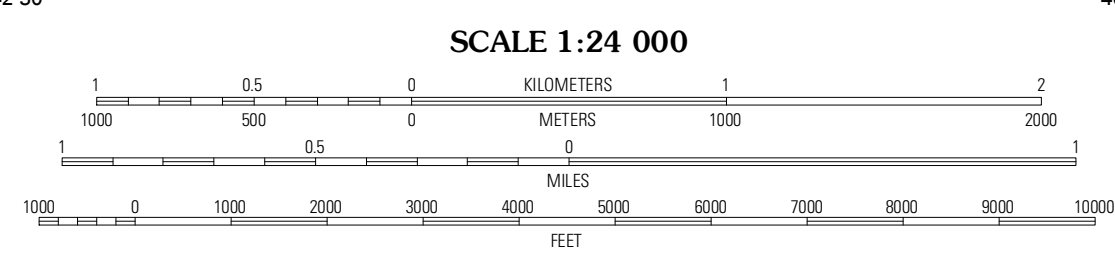 SCALE 1:24 000
1 0.5 0 KILOMETERS 1 2
1000 500 0 METERS 1000 2000
1 0.5 0 1
MILES
1000 0 1000 2000 3000 4000 5000 6000 7000 8000 9000 10000
FEET